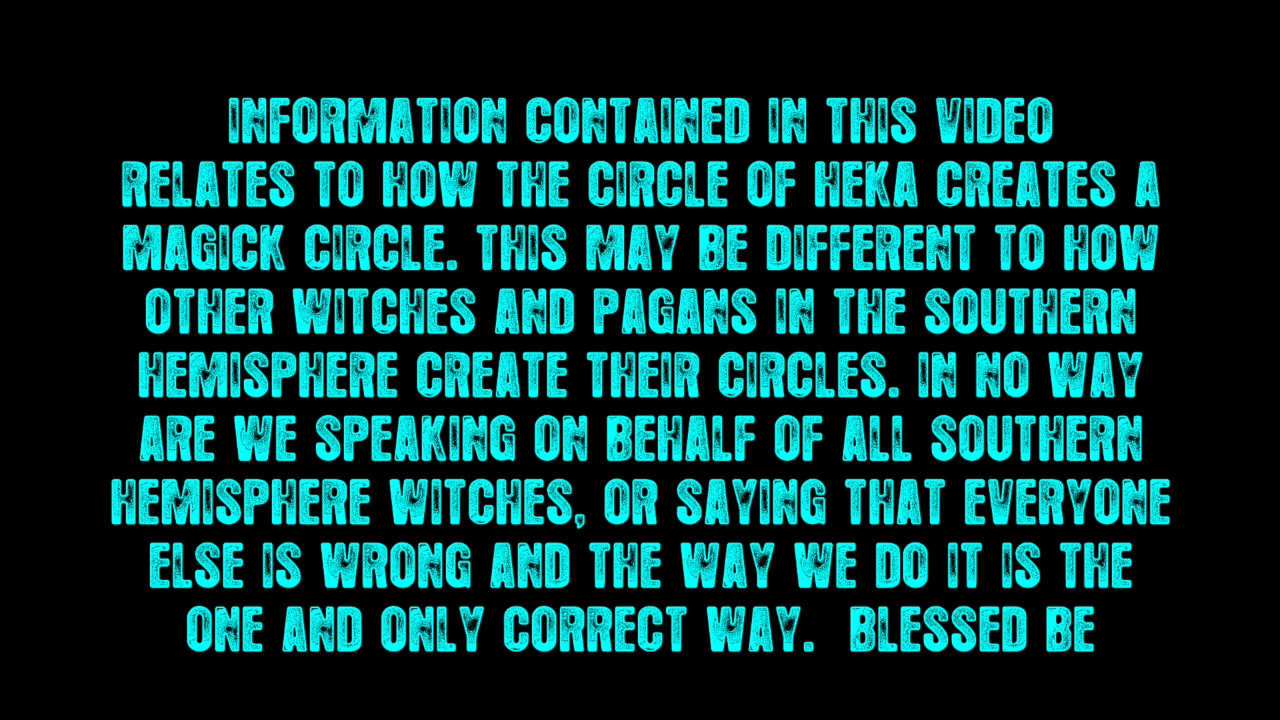 INFORMATION CONTAINED IN THIS VIDEO
RELATES TO HOW THE CIRCLE OF HEKA CREATES A
MAGICK CIRCLE. THIS MAY BE DIFFERENT TO HOW
OTHER WITCHES AND PAGANS IN THE SOUTHERN
HEMISPHERE CREATE THEIR CIRCLES. IN NO WAY
ARE WE SPEAKING ON BEHALF OF ALL SOUTHERN
HEMISPHERE WITCHES, OR SAYING THAT EVERYONE
ELSE IS WRONG AND THE WAY WE DO IT IS THE
ONE AND ONLY CORRECT WAY.  BLESSED BE